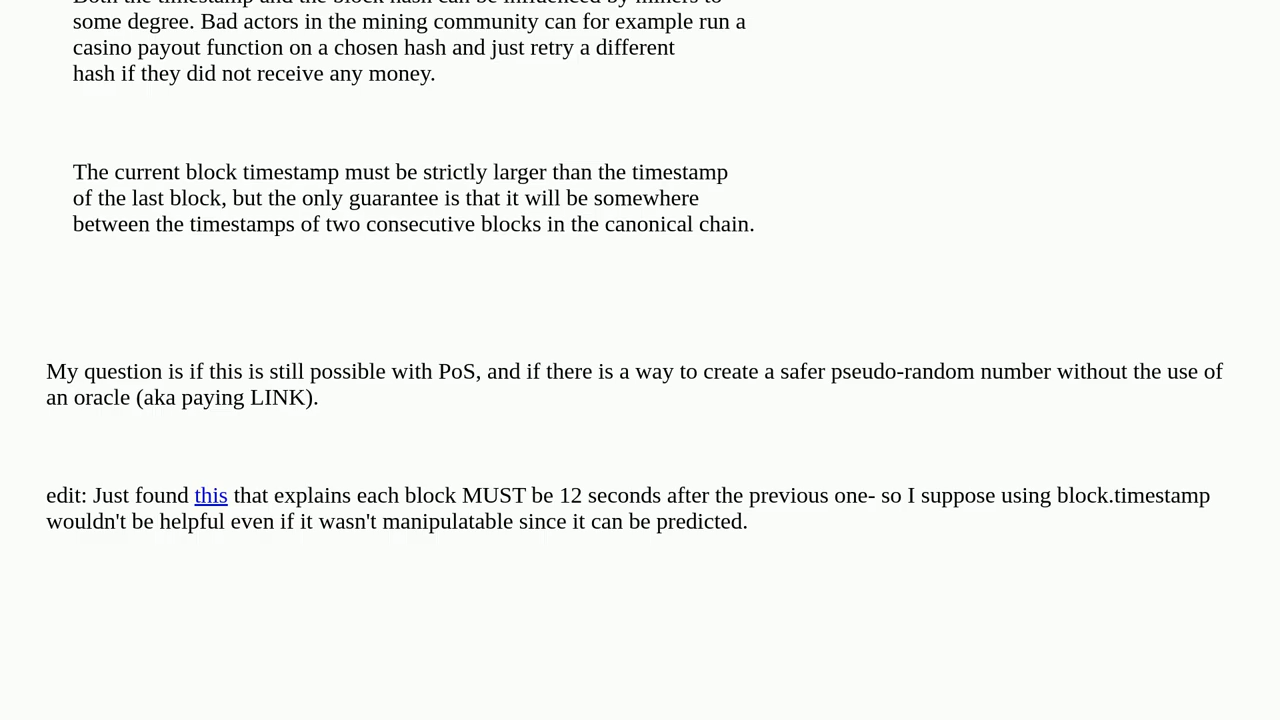 some degree. Bad actors in the mining community can for example run a
casino payout function on a chosen hash and just retry a different
hash if they did not receive any money.
The current block timestamp must be strictly larger than the timestamp
of the last block, but the only guarantee is that it will be somewhere
between the timestamps of two consecutive blocks in the canonical chain.
My question is if this is still possible with PoS, and if there is a way to create a safer pseudo-random number without the use of
an oracle (aka paying LINK).
edit: Just found this that explains each block MUST be 12 seconds after the previous one- so I suppose using block.timestamp
wouldn't be helpful even if it wasn't manipulatable since it can be predicted.